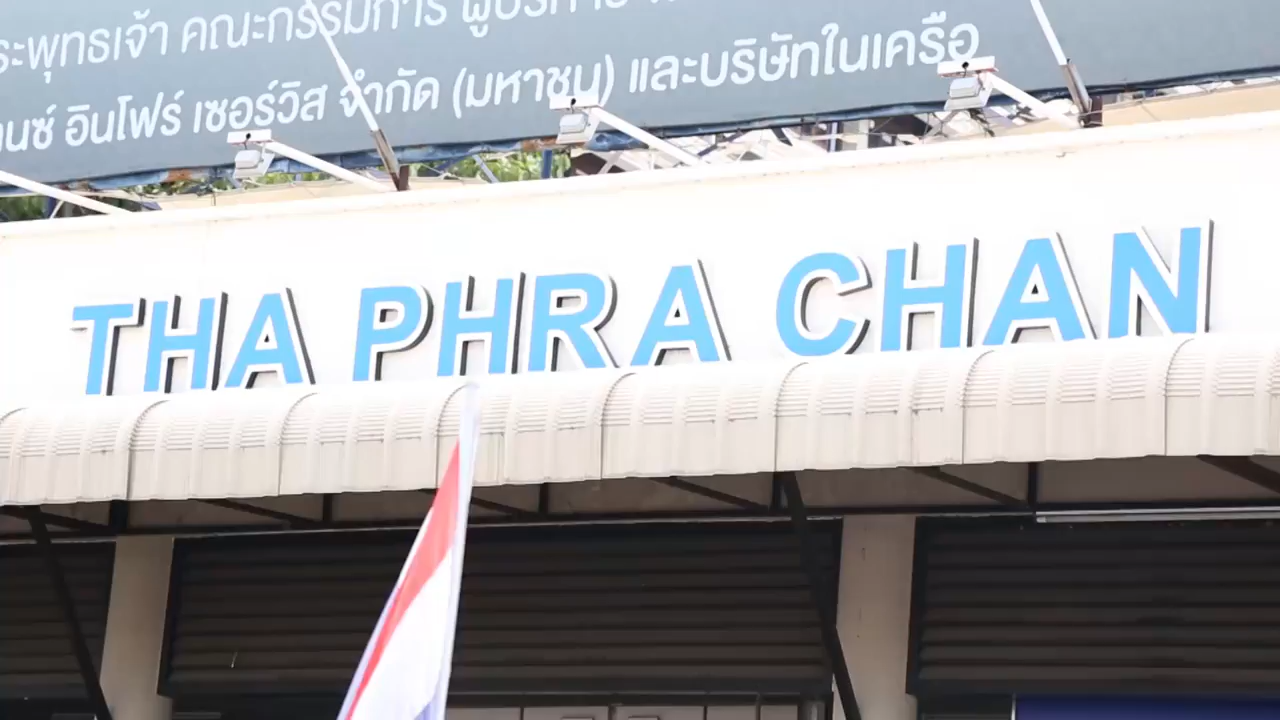 ระพุทธเจ้า คณะกรรมการ
นซ์ อินโฟร์ เซอร์วิส จำกัด (มหาชน) และบริษัทในเครือ
THA PHRA CHAN